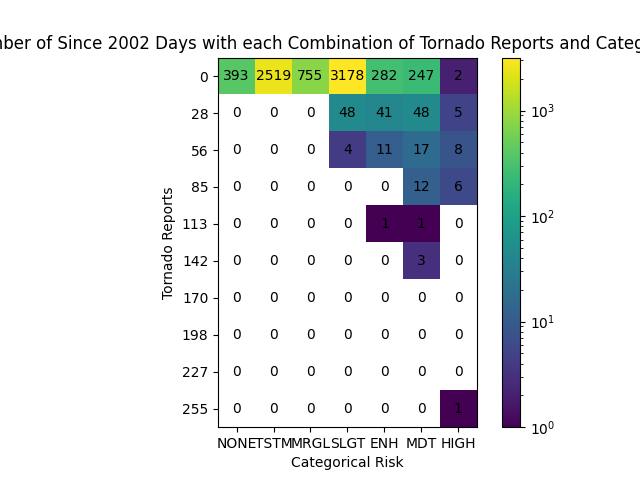 ber of Since 2002 Days with each Combination of Tornado Reports and Categ
0 393 2519 755 3178 282 247 2
28 0 0 0 48 41 48 5
56 0 0 0 4 11 17 8
85 0 0 0 0 0 12 6
113 0 0 0 0 1 1 0
142 0 0 0 0 0 3 0
170 0 0 0 0 0 0 0
198 0 0 0 0 0 0 0
227 0 0 0 0 0 0 0
255 0 0 0 0 0 0 1
NONE TSTM MRGL SLGT ENH MDT HIGH
Categorical Risk
Tornado Reports
10³
10²
10¹
10⁰